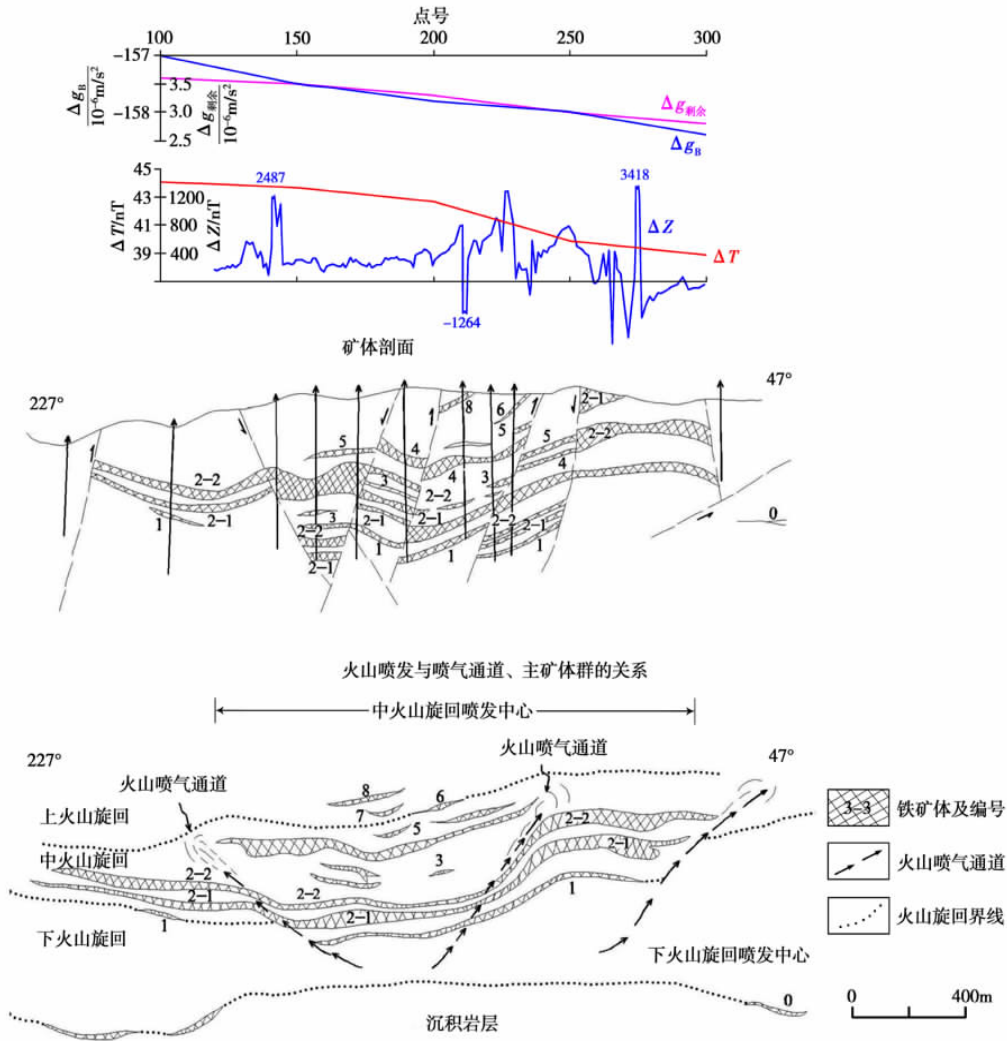 点号
100 150 200 250 300
-157
-158
Δg_B
10⁻⁶m/s²
3.5
3.0
2.5
Δg剩余
10⁻⁶m/s²
Δg剩余
Δg_B
45
43
41
39
ΔT/nT
1200
800
400
ΔZ/nT
2487
-1264
3418
ΔZ
ΔT
矿体剖面
227°
47°
2-1
8
6
5
5
5
4
2-2
4
2-2
3
2-2
3
4
1
2-1
3
2-1
2-1
2-2
2-1
0
2-2
1
1
1
2-1
火山喷发与喷气通道、主矿体群的关系
中火山旋回喷发中心
火山喷气通道
227°
47°
火山喷气通道
8
6
7
5
上火山旋回
2-2
2-1
中火山旋回
3
2-2
2-2
2-1
2-1
1
1
下火山旋回
下火山旋回喷发中心
0
沉积岩层
3-3 铁矿体及编号
火山喷气通道
火山旋回界线
0 400m